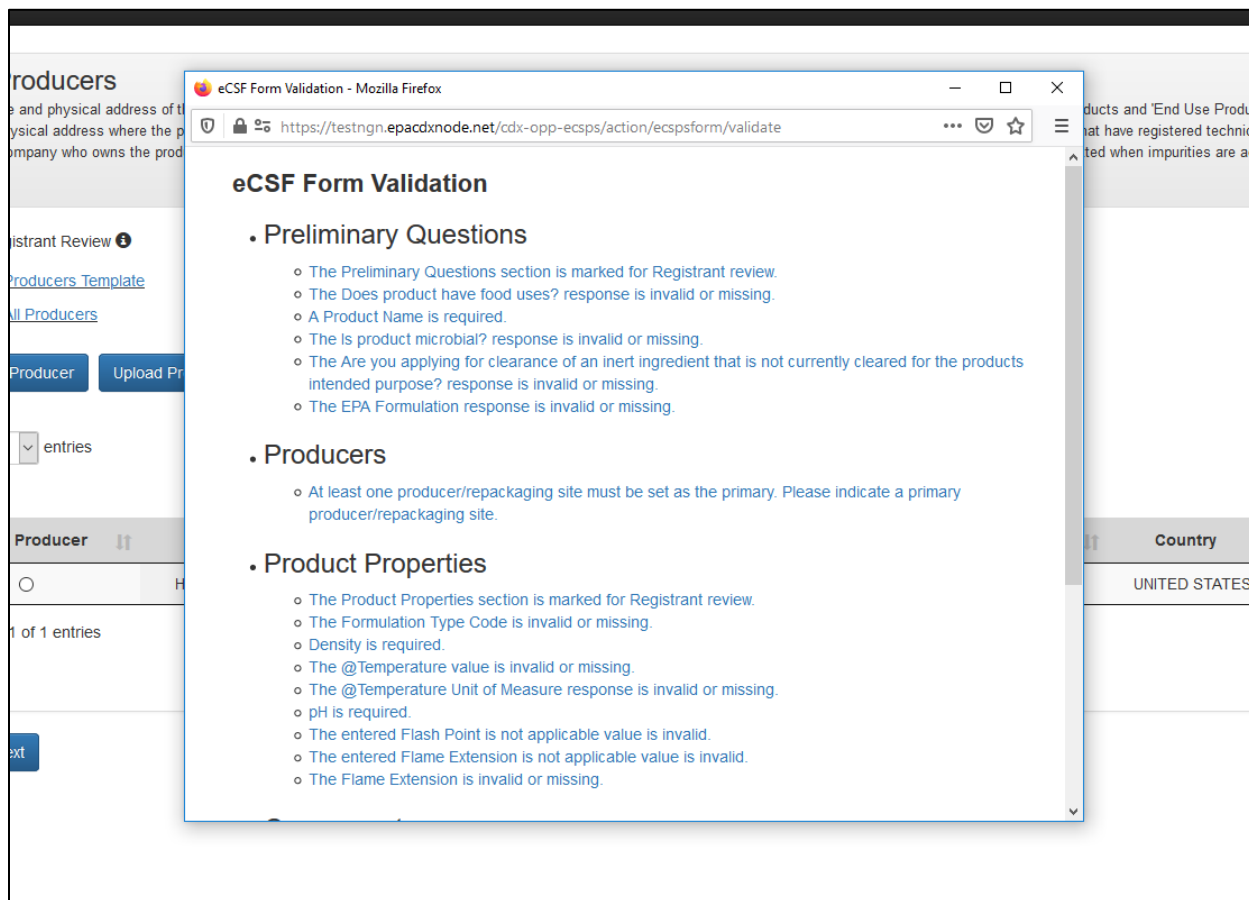 roducers
e and physical address of t
ysical address where the p
ompany who owns the prod
ducts and 'End Use Produ
hat have registered techni
ted when impurities are a
eCSF Form Validation - Mozilla Firefox
https://testngn.epacdxnode.net/cdx-opp-ecsps/action/ecspsform/validate
eCSF Form Validation
• Preliminary Questions
The Preliminary Questions section is marked for Registrant review.
The Does product have food uses? response is invalid or missing.
A Product Name is required.
The Is product microbial? response is invalid or missing.
The Are you applying for clearance of an inert ingredient that is not currently cleared for the products
intended purpose? response is invalid or missing.
The EPA Formulation response is invalid or missing.
• Producers
At least one producer/repackaging site must be set as the primary. Please indicate a primary
producer/repackaging site.
• Product Properties
The Product Properties section is marked for Registrant review.
The Formulation Type Code is invalid or missing.
Density is required.
The @Temperature value is invalid or missing.
The @Temperature Unit of Measure response is invalid or missing.
pH is required.
The entered Flash Point is not applicable value is invalid.
The entered Flame Extension is not applicable value is invalid.
The Flame Extension is invalid or missing.
gistrant Review
Producers Template
All Producers
Producer
Upload Pr
entries
Producer
Country
H
UNITED STATES
1 of 1 entries
ext